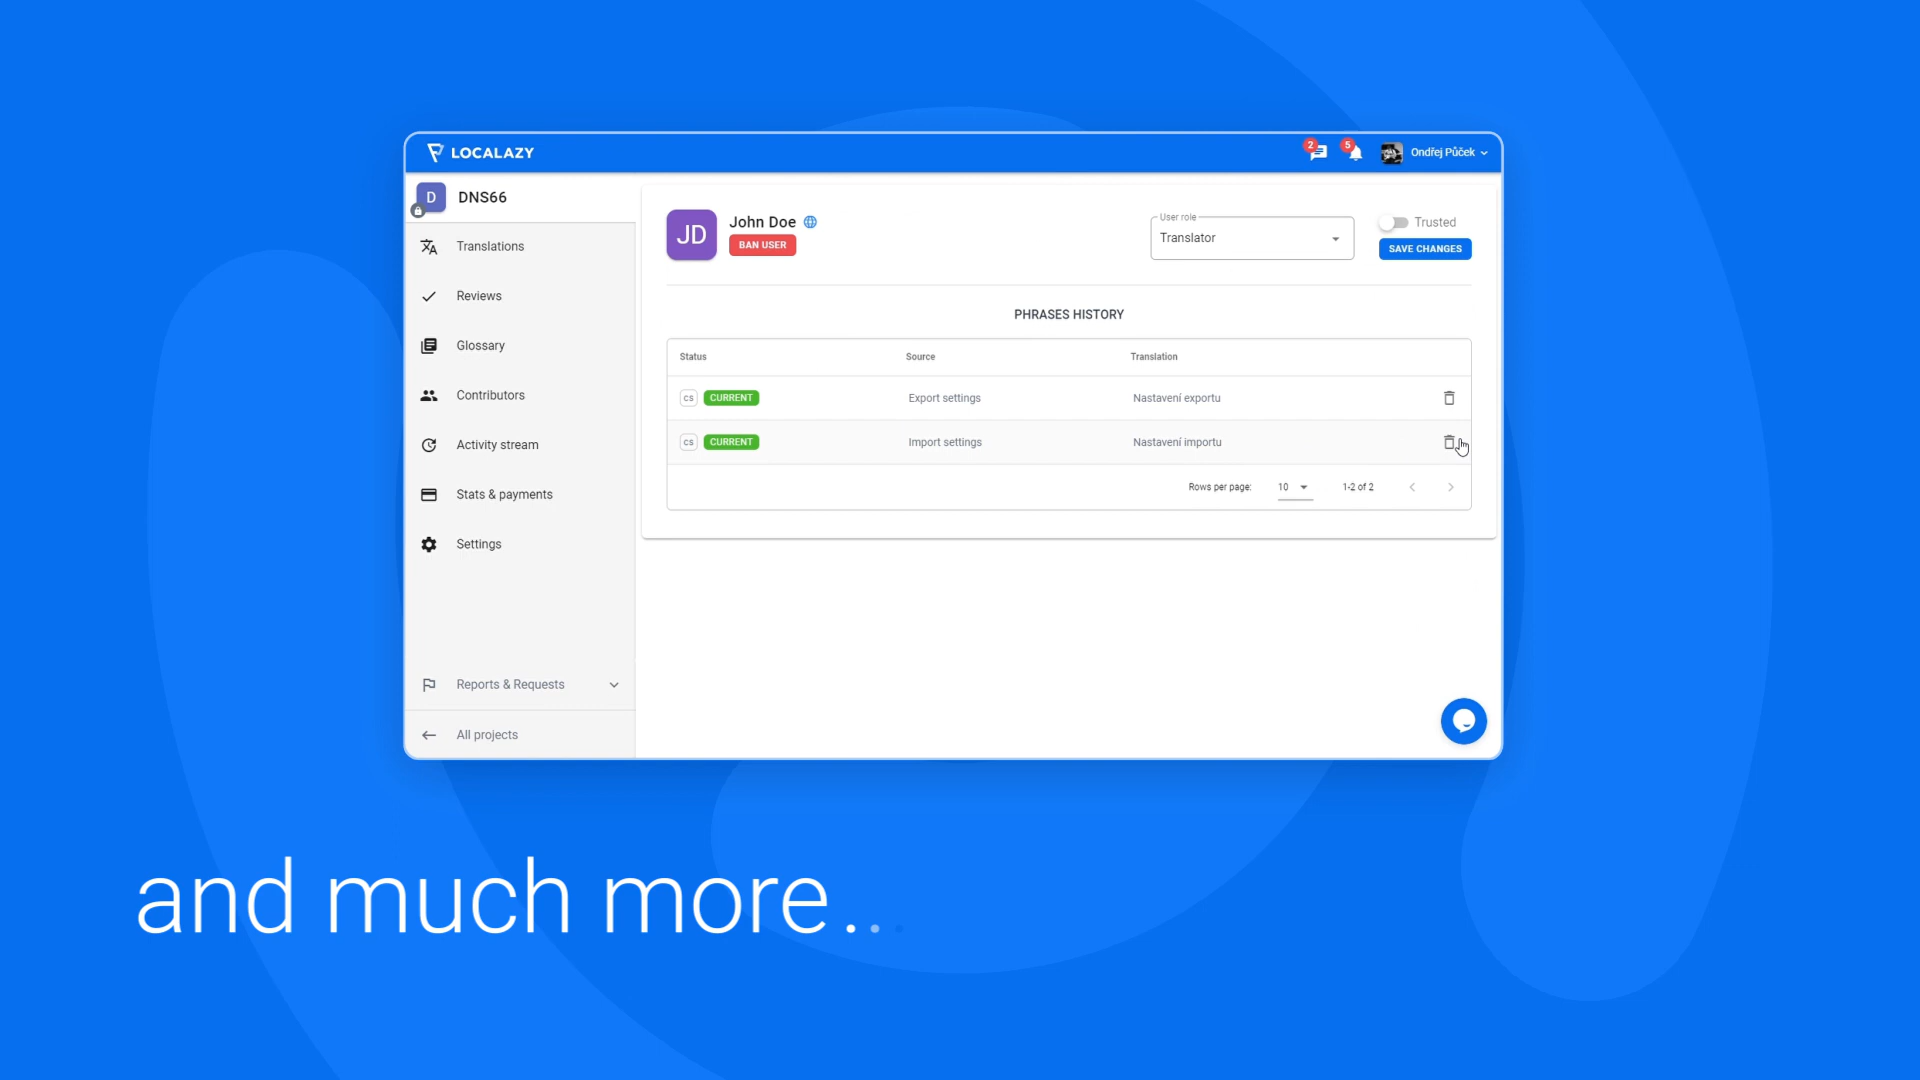 LOCALAZY
2
5
Ondřej Půček
D
DNS66
Translations
Reviews
Glossary
Contributors
Activity stream
Stats & payments
Settings
Reports & Requests
All projects
JD
John Doe
BAN USER
User role
Translator
Trusted
SAVE CHANGES
PHRASES HISTORY
Status Source Translation
cs CURRENT Export settings Nastavení exportu
cs CURRENT Import settings Nastavení importu
Rows per page: 10 1-2 of 2
and much more...